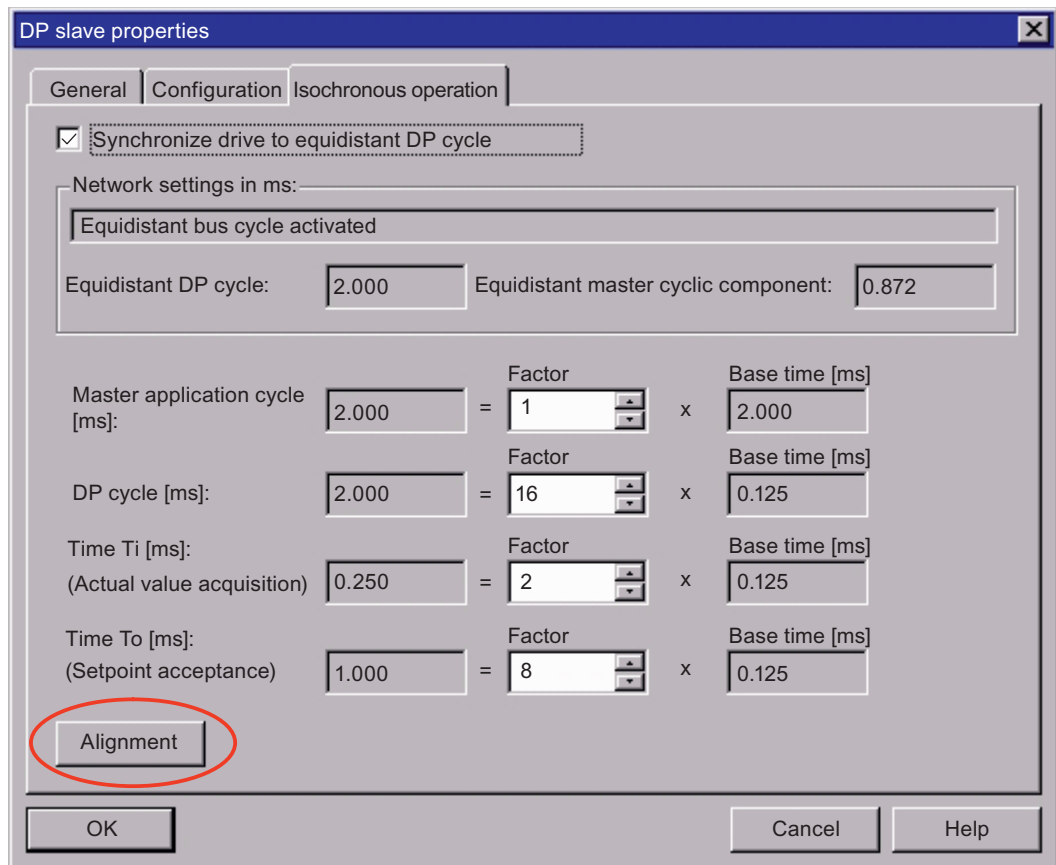 DP slave properties
General Configuration Isochronous operation
Synchronize drive to equidistant DP cycle
Network settings in ms:
Equidistant bus cycle activated
Equidistant DP cycle: 2.000 Equidistant master cyclic component: 0.872
Factor Base time [ms]
Master application cycle
[ms]: 2.000 = 1 x 2.000
Factor Base time [ms]
DP cycle [ms]: 2.000 = 16 x 0.125
Time Ti [ms]: Factor Base time [ms]
(Actual value acquisition) 0.250 = 2 x 0.125
Time To [ms]: Factor Base time [ms]
(Setpoint acceptance) 1.000 = 8 x 0.125
Alignment
OK Cancel Help